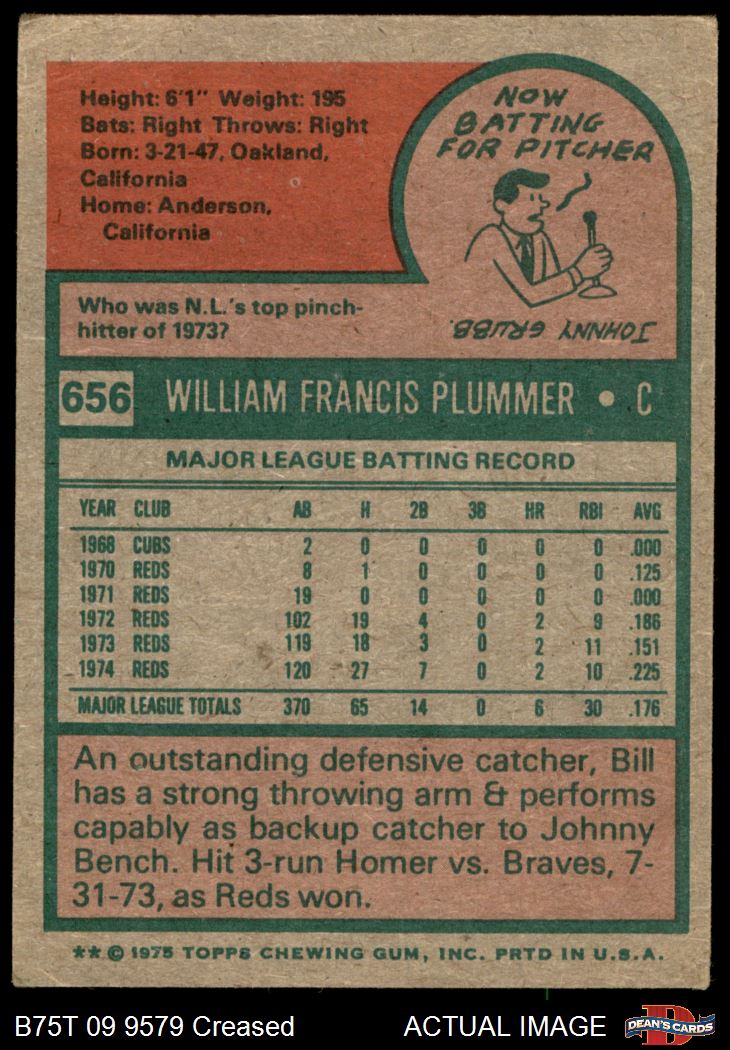 Height: 6'1" Weight: 195
Bats: Right Throws: Right
Born: 3-21-47, Oakland,
California
Home: Anderson,
California
NOW
BATTING
FOR PITCHER
Who was N.L.'s top pinch-
hitter of 1973?
JOHNNY GRUBB.
656 WILLIAM FRANCIS PLUMMER • C
MAJOR LEAGUE BATTING RECORD
YEAR CLUB AB H 2B 3B HR RBI AVG
1968 CUBS 2 0 0 0 0 0 .000
1970 REDS 8 1 0 0 0 0 .125
1971 REDS 19 0 0 0 0 0 .000
1972 REDS 102 19 4 0 2 9 .186
1973 REDS 119 18 3 0 2 11 .151
1974 REDS 120 27 7 0 2 10 .225
MAJOR LEAGUE TOTALS 370 65 14 0 6 30 .176
An outstanding defensive catcher, Bill
has a strong throwing arm & performs
capably as backup catcher to Johnny
Bench. Hit 3-run Homer vs. Braves, 7-
31-73, as Reds won.
** © 1975 TOPPS CHEWING GUM, INC. PRTD IN U.S.A.
B75T 09 9579 Creased ACTUAL IMAGE
D
DEAN'S CARDS